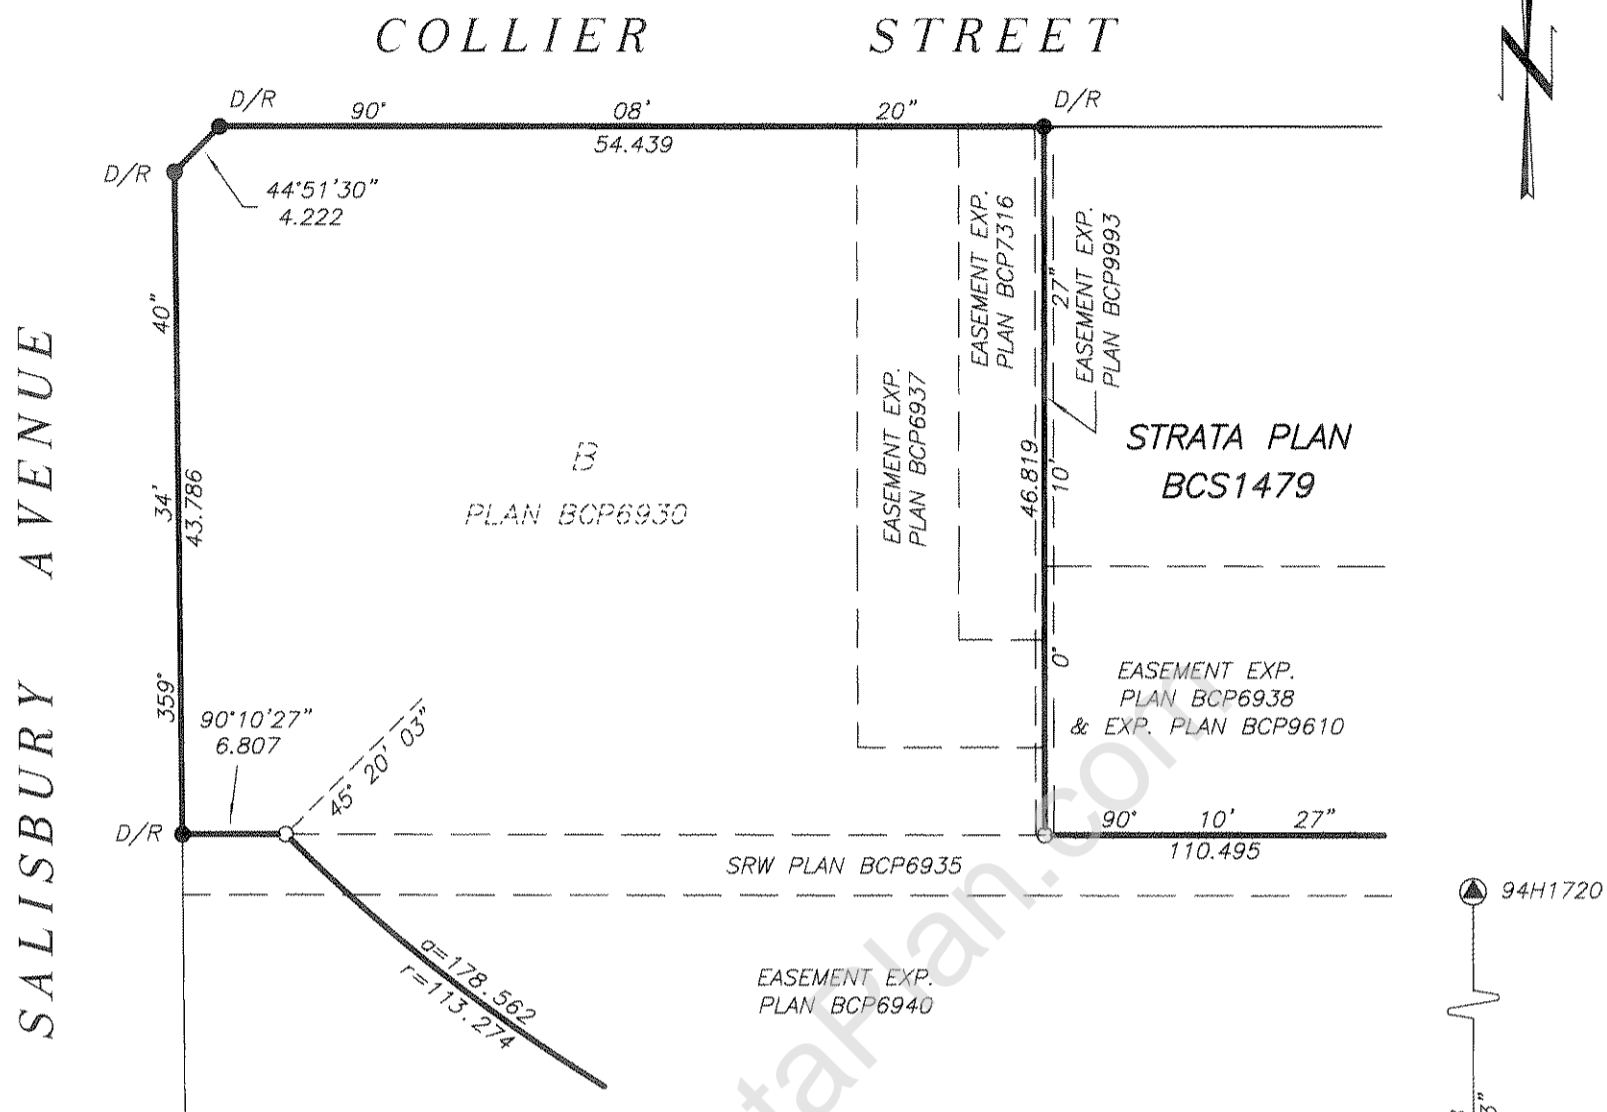 COLLIER STREET
D/R
90° 08' 20"
D/R
54.439
D/R
44°51'30"
4.222
EASEMENT EXP.
PLAN BCP7316
EASEMENT EXP.
PLAN BCP9993
27"
40"
SALISBURY AVENUE
EASEMENT EXP.
PLAN BCP6937
STRATA PLAN
BCS1479
B
PLAN BCP6930
46.819
10'
34'
43.786
0°
EASEMENT EXP.
PLAN BCP6938
& EXP. PLAN BCP9610
359°
90°10'27"
6.807
45° 20' 03"
D/R
90° 10' 27"
110.495
SRW PLAN BCP6935
94H1720
a=178.562
r=113.274
EASEMENT EXP.
PLAN BCP6940
taPlan.com
3"